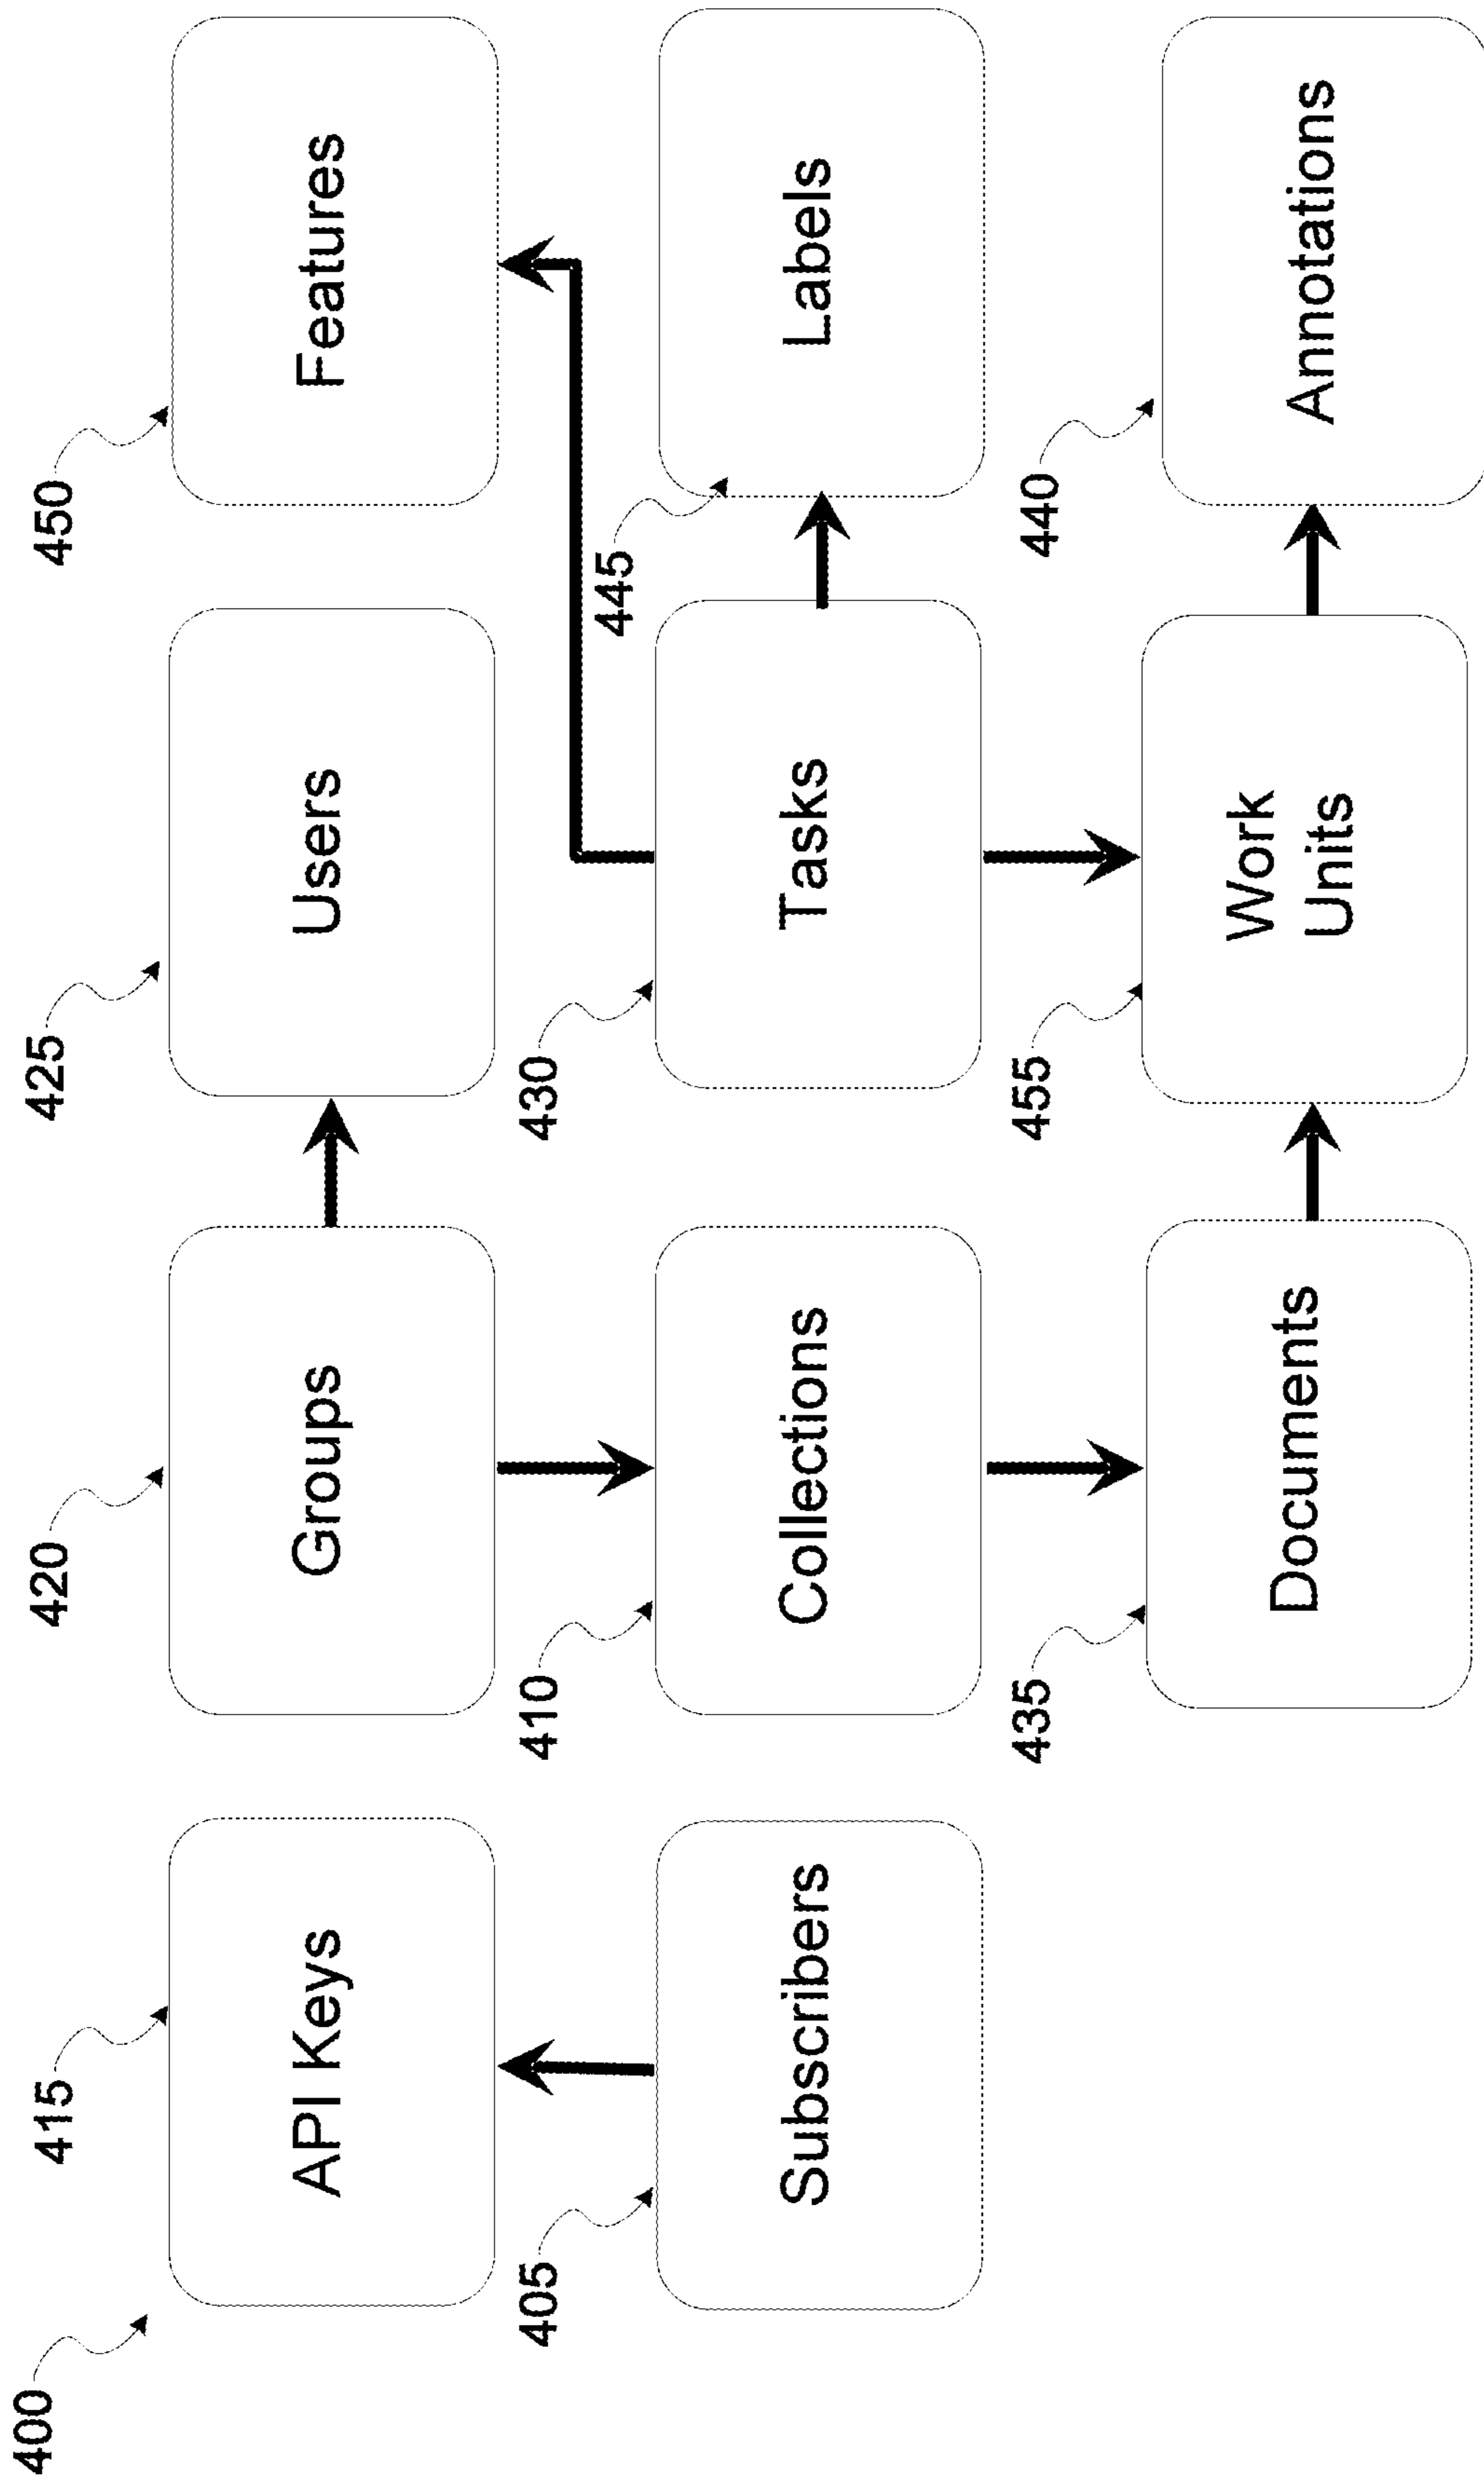 400
415
API Keys
420
Groups
425
Users
450
Features
405
Subscribers
410
Collections
430
Tasks
445
Labels
435
Documents
455
Work
Units
440
Annotations